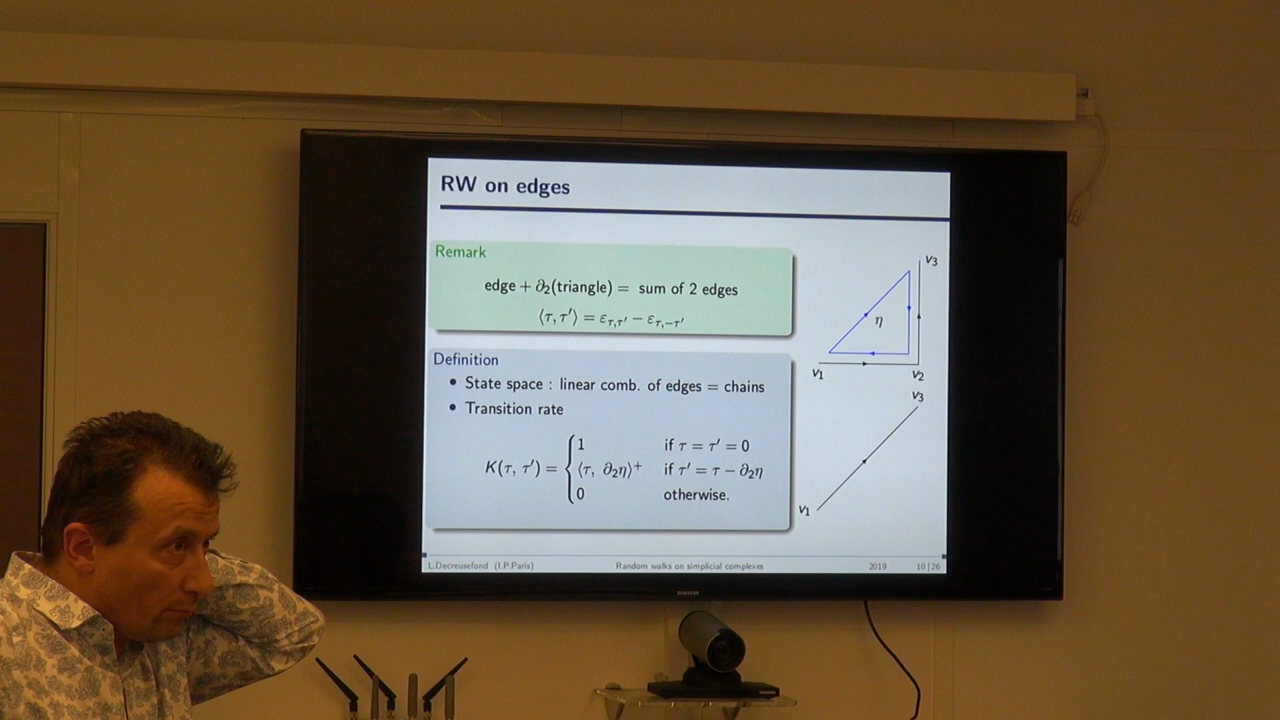 RW on edges
Remark
edge + ∂₂(triangle) = sum of 2 edges
⟨τ, τ′⟩ = ε_{τ,τ′} − ε_{τ,−τ′}
Definition
• State space : linear comb. of edges = chains
• Transition rate
K(τ, τ′) = { 1 if τ = τ′ = 0
⟨τ, ∂₂η⟩⁺ if τ′ = τ − ∂₂η
0 otherwise.
v₃
η
v₁ v₂
v₃
v₁
L.Decreusefond (I.P.Paris) Random walks on simplicial complexes 2019 10 | 26
SAMSUNG